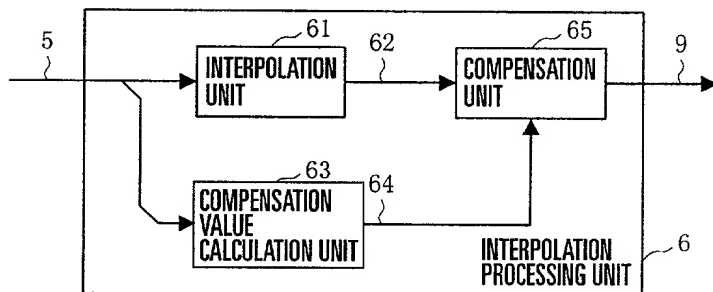 5
61
INTERPOLATION
UNIT
62
65
COMPENSATION
UNIT
9
63
COMPENSATION
VALUE
CALCULATION UNIT
64
INTERPOLATION
PROCESSING UNIT
6